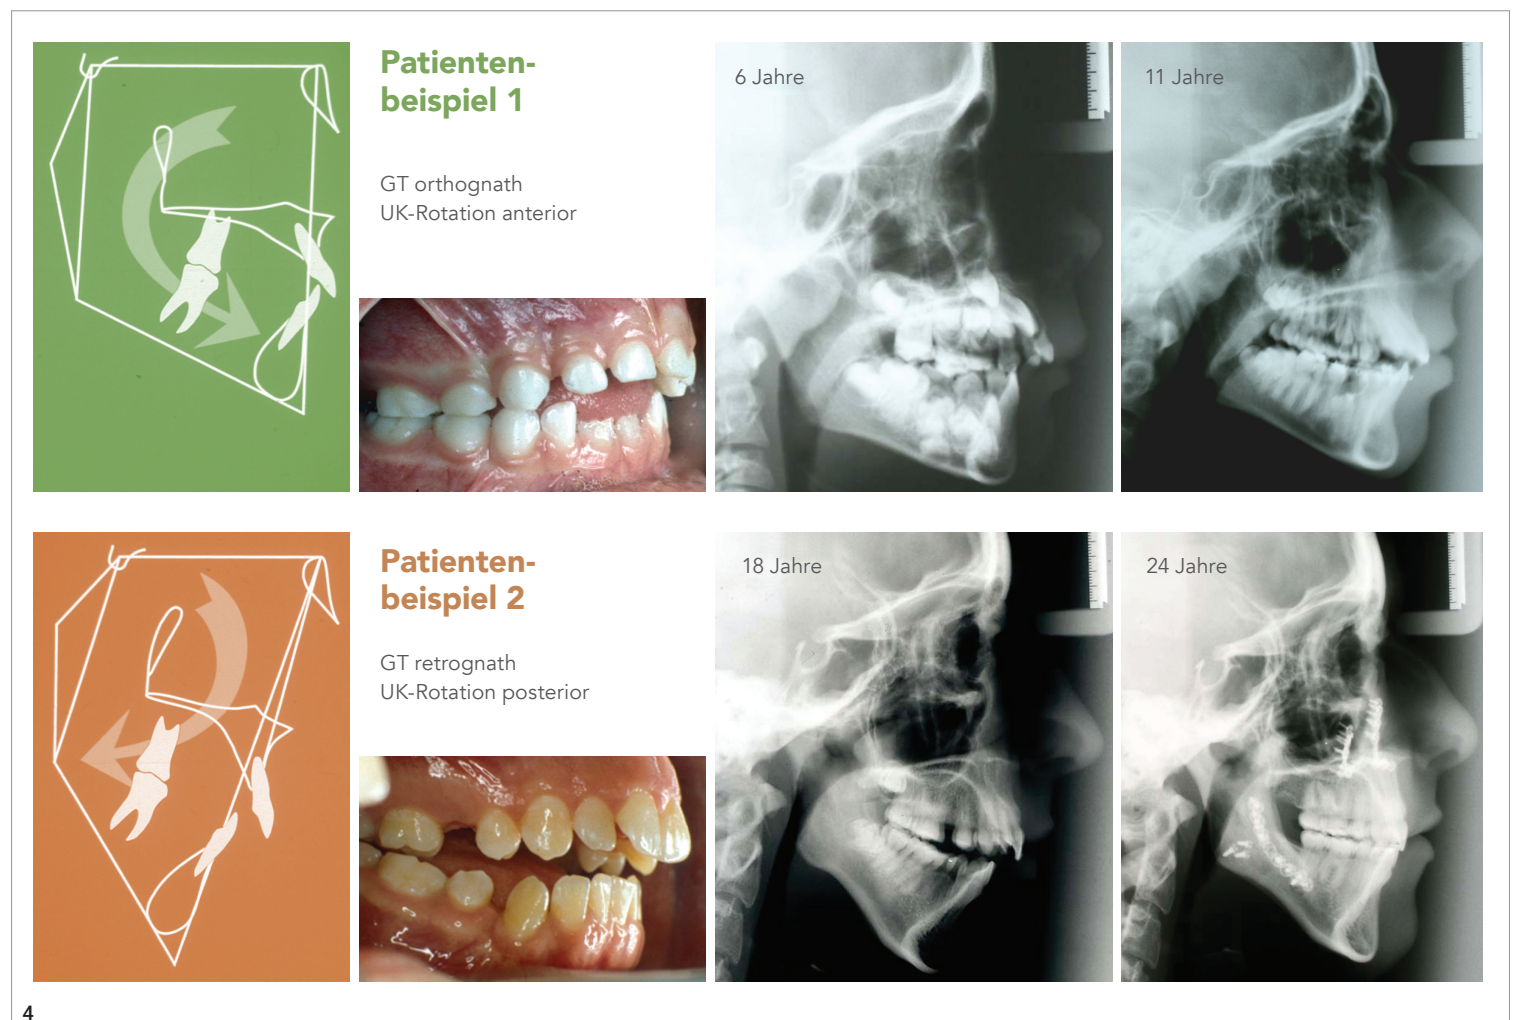 Patienten-
beispiel 1
GT orthognath
UK-Rotation anterior
6 Jahre
11 Jahre
Patienten-
beispiel 2
GT retrognath
UK-Rotation posterior
18 Jahre
24 Jahre
4